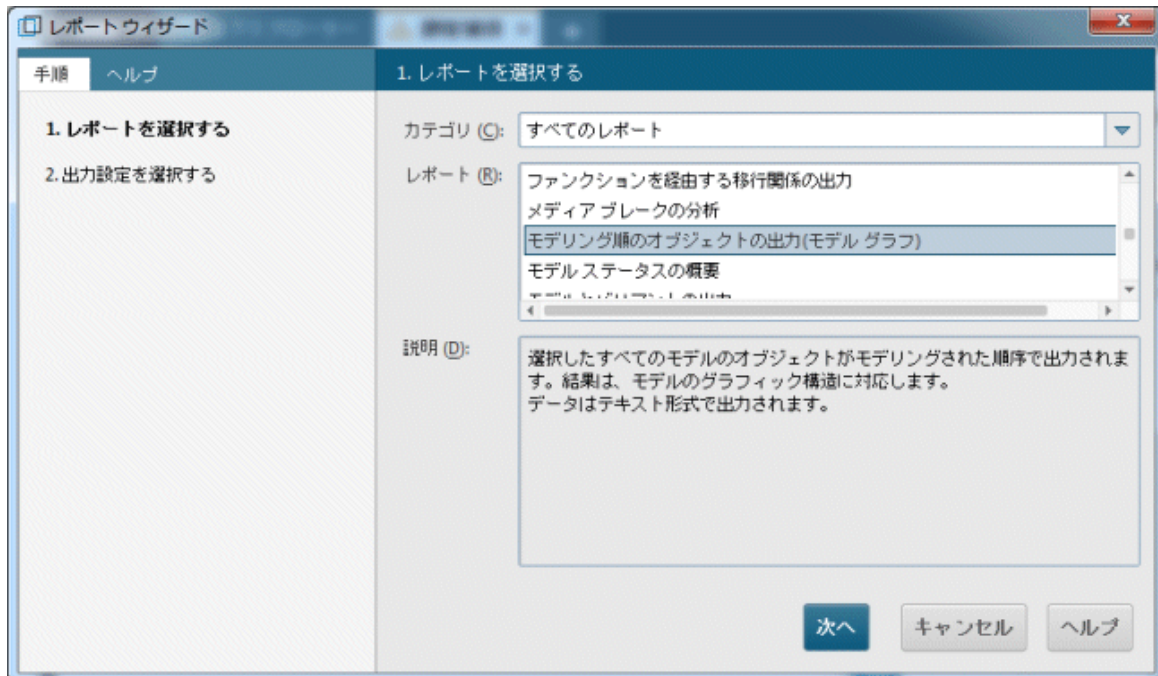 レポートウィザード
手順
ヘルプ
1. レポートを選択する
2. 出力設定を選択する
1. レポートを選択する
カテゴリ (C):
すべてのレポート
レポート (R):
ファンクションを経由する移行関係の出力
メディア ブレークの分析
モデリング順のオブジェクトの出力(モデル グラフ)
モデル ステータスの概要
説明 (D):
選択したすべてのモデルのオブジェクトがモデリングされた順序で出力されま
す。結果は、モデルのグラフィック構造に対応します。
データはテキスト形式で出力されます。
次へ
キャンセル
ヘルプ